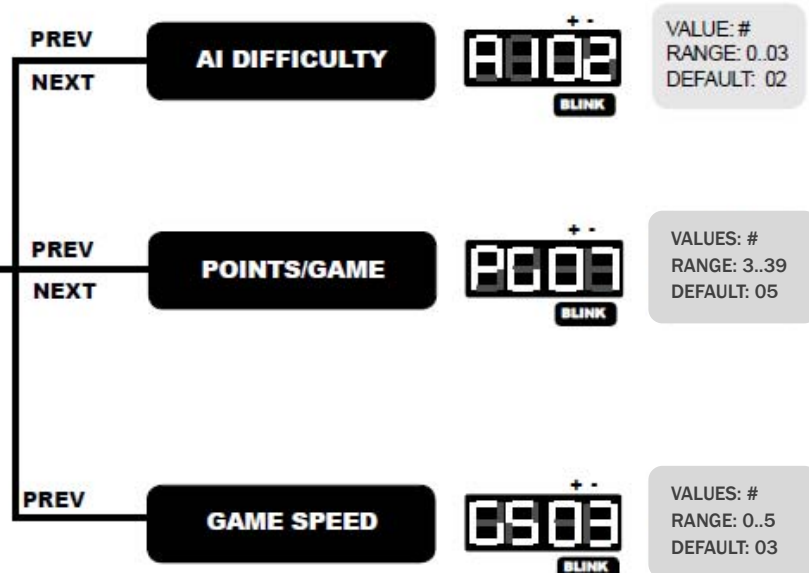 PREV
NEXT
AI DIFFICULTY
+ -
AI02
BLINK
VALUE: #
RANGE: 0..03
DEFAULT: 02
PREV
NEXT
POINTS/GAME
+ -
PG07
BLINK
VALUES: #
RANGE: 3..39
DEFAULT: 05
PREV
GAME SPEED
+ -
GS03
BLINK
VALUES: #
RANGE: 0..5
DEFAULT: 03